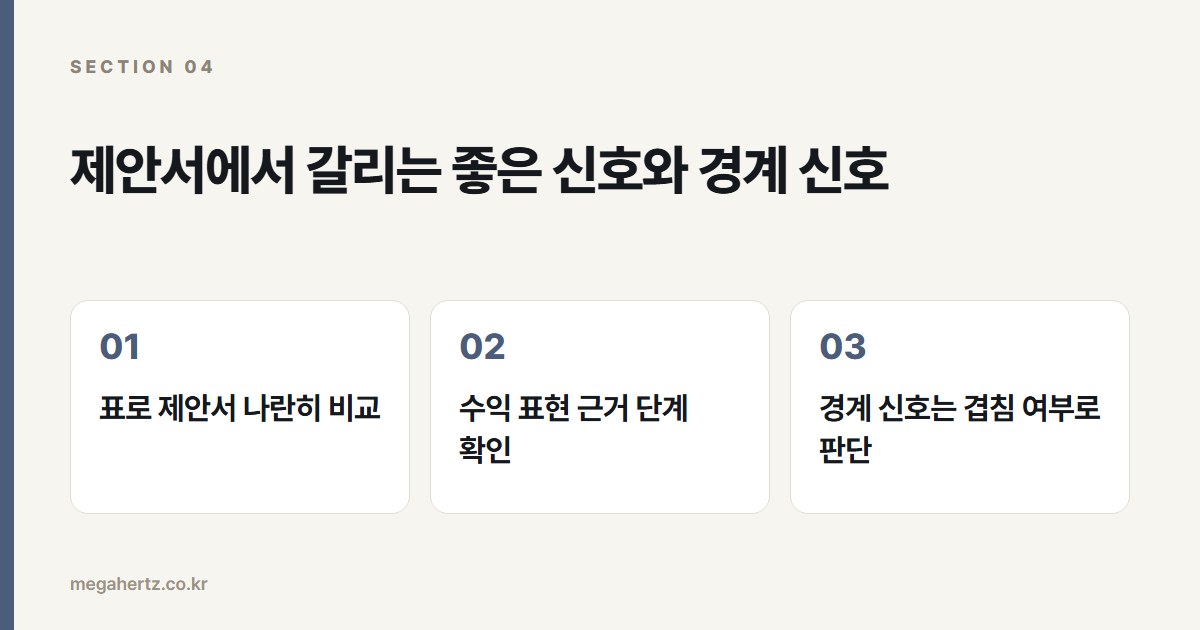 SECTION 04
제안서에서 갈리는 좋은 신호와 경계 신호
01
표로 제안서 나란히 비교
02
수익 표현 근거 단계
확인
03
경계 신호는 겹침 여부로
판단
megahertz.co.kr